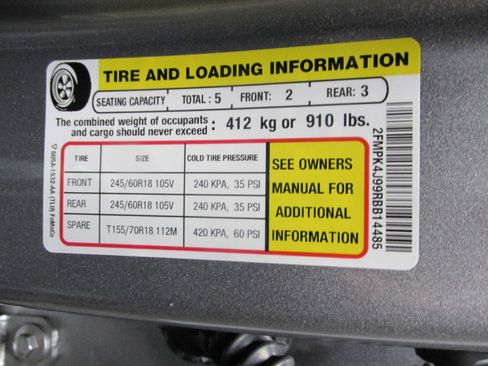 TIRE AND LOADING INFORMATION
SEATING CAPACITY TOTAL : 5 FRONT: 2 REAR: 3
The combined weight of occupants
and cargo should never exceed : 412 kg or 910 lbs.
TIRE SIZE COLD TIRE PRESSURE
FRONT 245/60R18 105V 240 KPA, 35 PSI
REAR 245/60R18 105V 240 KPA, 35 PSI
SPARE T155/70R18 112M 420 KPA, 60 PSI
SEE OWNERS
MANUAL FOR
ADDITIONAL
INFORMATION
2FMPK4J99RBB14485